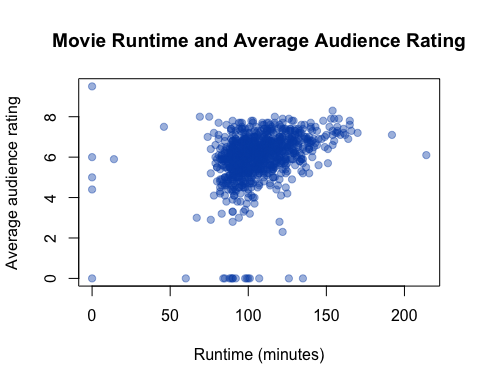 Movie Runtime and Average Audience Rating
Average audience rating
8
6
4
2
0
0 50 100 150 200
Runtime (minutes)